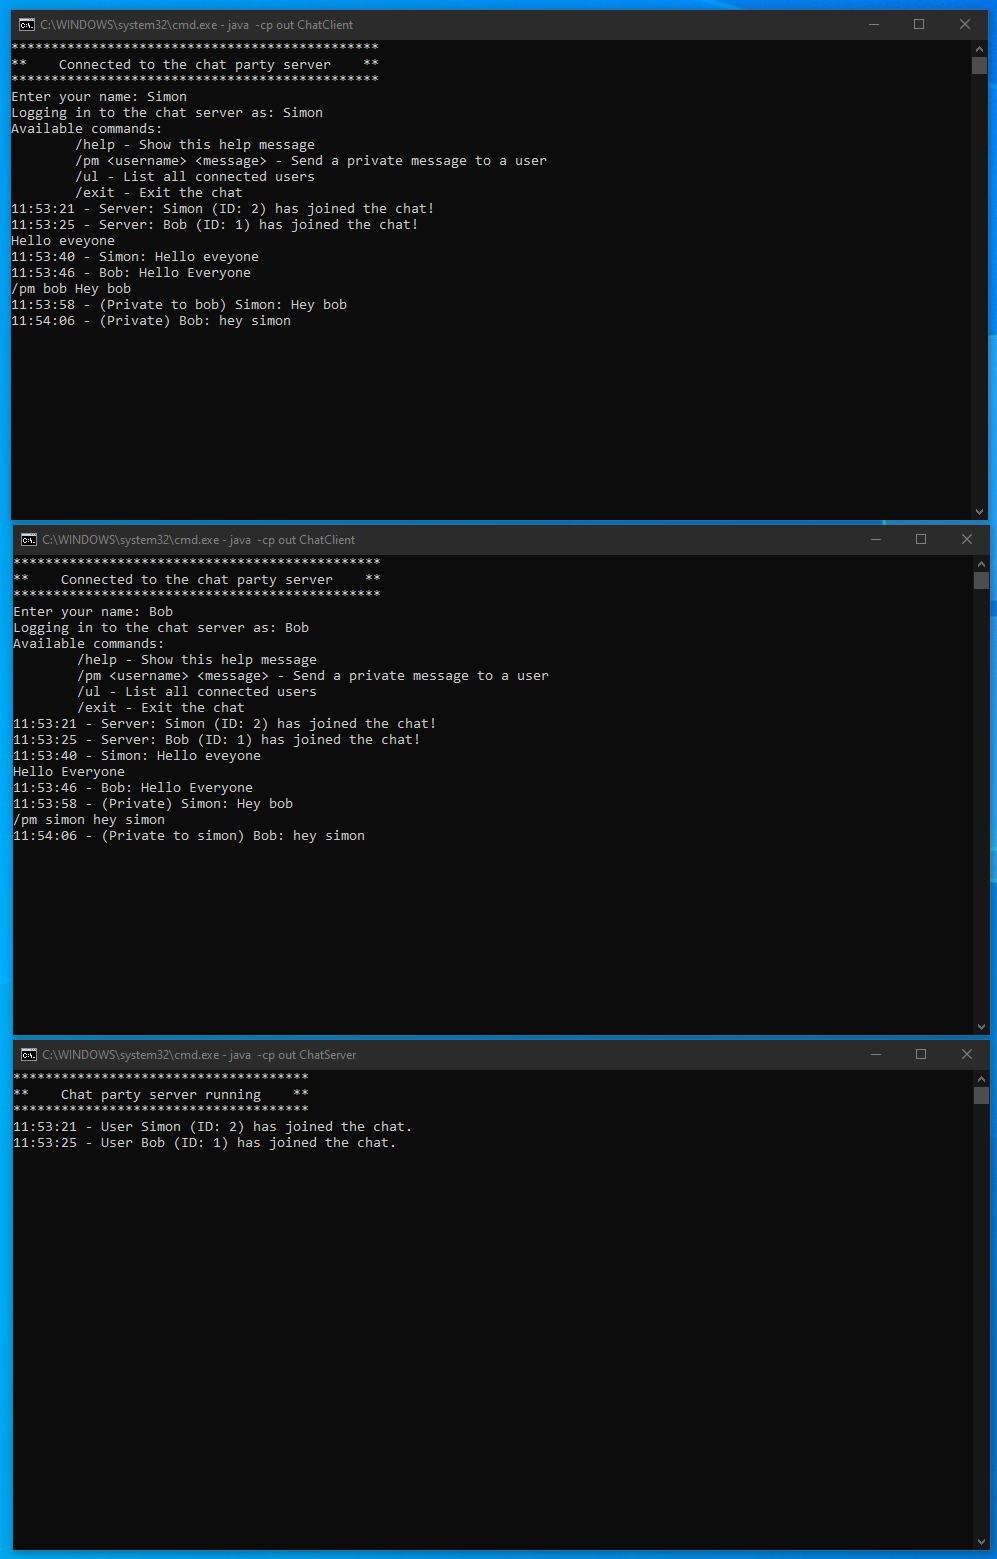 C:\WINDOWS\system32\cmd.exe - java -cp out ChatClient
**********************************************
** Connected to the chat party server **
**********************************************
Enter your name: Simon
Logging in to the chat server as: Simon
Available commands:
/help - Show this help message
/pm <username> <message> - Send a private message to a user
/ul - List all connected users
/exit - Exit the chat
11:53:21 - Server: Simon (ID: 2) has joined the chat!
11:53:25 - Server: Bob (ID: 1) has joined the chat!
Hello eveyone
11:53:40 - Simon: Hello eveyone
11:53:46 - Bob: Hello Everyone
/pm bob Hey bob
11:53:58 - (Private to bob) Simon: Hey bob
11:54:06 - (Private) Bob: hey simon
C:\WINDOWS\system32\cmd.exe - java -cp out ChatClient
**********************************************
** Connected to the chat party server **
**********************************************
Enter your name: Bob
Logging in to the chat server as: Bob
Available commands:
/help - Show this help message
/pm <username> <message> - Send a private message to a user
/ul - List all connected users
/exit - Exit the chat
11:53:21 - Server: Simon (ID: 2) has joined the chat!
11:53:25 - Server: Bob (ID: 1) has joined the chat!
11:53:40 - Simon: Hello eveyone
Hello Everyone
11:53:46 - Bob: Hello Everyone
11:53:58 - (Private) Simon: Hey bob
/pm simon hey simon
11:54:06 - (Private to simon) Bob: hey simon
C:\WINDOWS\system32\cmd.exe - java -cp out ChatServer
*************************************
** Chat party server running **
*************************************
11:53:21 - User Simon (ID: 2) has joined the chat.
11:53:25 - User Bob (ID: 1) has joined the chat.